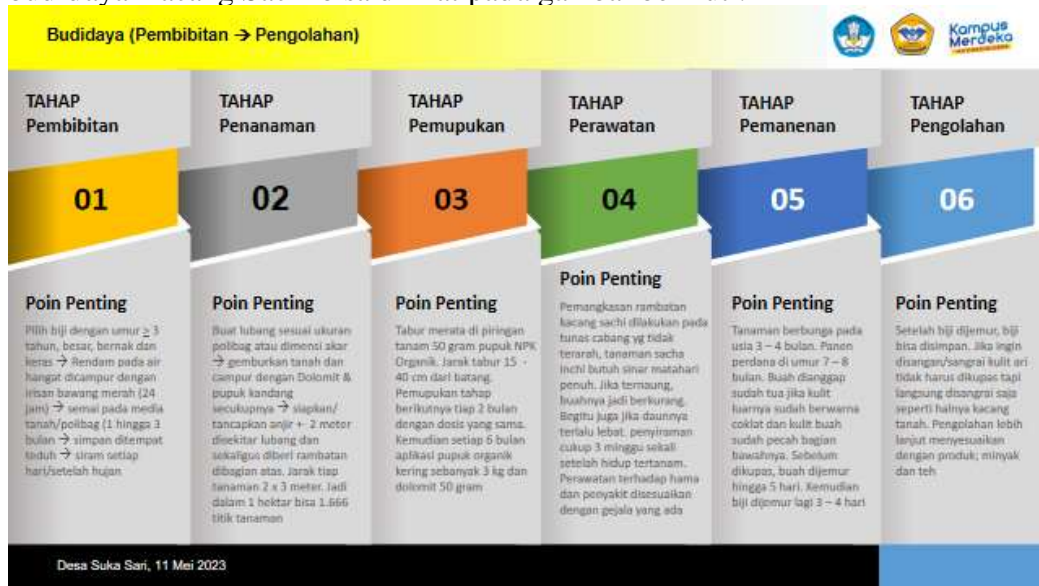 Budidaya (Pembibitan → Pengolahan)
Kampus
Merdeka
TAHAP
Pembibitan
01
Poin Penting
Pilih biji dengan umur ≥ 3
tahun, besar, bernak dan
keras → Rendam pada air
hangat dicampur dengan
irisan bawang merah (24
jam) → semai pada media
tanah/polibag (1 hingga 3
bulan → simpan ditempat
teduh → siram setiap
hari/setelah hujan
TAHAP
Penanaman
02
Poin Penting
Buat lubang sesuai ukuran
polibag atau dimensi akar
→ gemburkan tanah dan
campur dengan Dolomit &
pupuk kandang
secukupnya → siapkan/
tancapkan anjir +- 2 meter
disekitar lubang dan
sekaligus diberi rambatan
dibagian atas. Jarak tiap
tanaman 2 x 3 meter. Jadi
dalam 1 hektar bisa 1.666
titik tanaman
TAHAP
Pemupukan
03
Poin Penting
Tabur merata di piringan
tanam 50 gram pupuk NPK
Organik. Jarak tabur 15 -
40 cm dari batang.
Pemupukan tahap
berikutnya tiap 2 bulan
dengan dosis yang sama.
Kemudian setiap 6 bulan
aplikasi pupuk organik
kering sebanyak 3 kg dan
dolomit 50 gram
TAHAP
Perawatan
04
Poin Penting
Pemangkasan rambatan
kacang sachi dilakukan pada
tunas cabang yg tidak
terarah, tanaman sacha
inchi butuh sinar matahari
penuh. Jika ternaung,
buahnya jadi berkurang.
Begitu juga jika daunnya
terlalu lebat, penyiraman
cukup 3 minggu sekali
setelah hidup tertanam.
Perawatan terhadap hama
dan penyakit disesuaikan
dengan gejala yang ada
TAHAP
Pemanenan
05
Poin Penting
Tanaman berbunga pada
usia 3 – 4 bulan. Panen
perdana di umur 7 – 8
bulan. Buah dianggap
sudah tua jika kulit
luarnya sudah berwarna
coklat dan kulit buah
sudah pecah bagian
bawahnya. Sebelum
dikupas, buah dijemur
hingga 5 hari. Kemudian
biji dijemur lagi 3 – 4 hari
TAHAP
Pengolahan
06
Poin Penting
Setelah biji dijemur, biji
bisa disimpan. Jika ingin
disangan/sangrai kulit ari
tidak harus dikupas tapi
langsung disangrai saja
seperti halnya kacang
tanah. Pengolahan lebih
lanjut menyesuaikan
dengan produk; minyak
dan teh
Desa Suka Sari, 11 Mei 2023